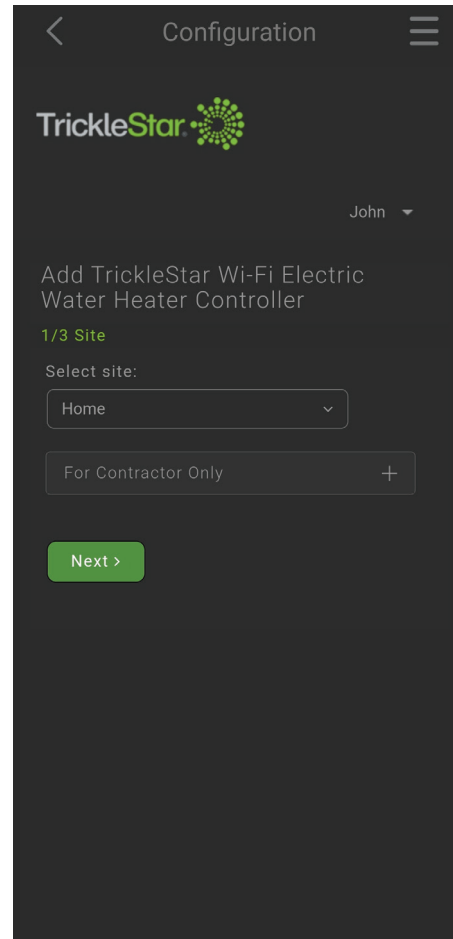 Configuration
TrickleStar®
John
Add TrickleStar Wi-Fi Electric
Water Heater Controller
1/3 Site
Select site:
Home
For Contractor Only
Next >